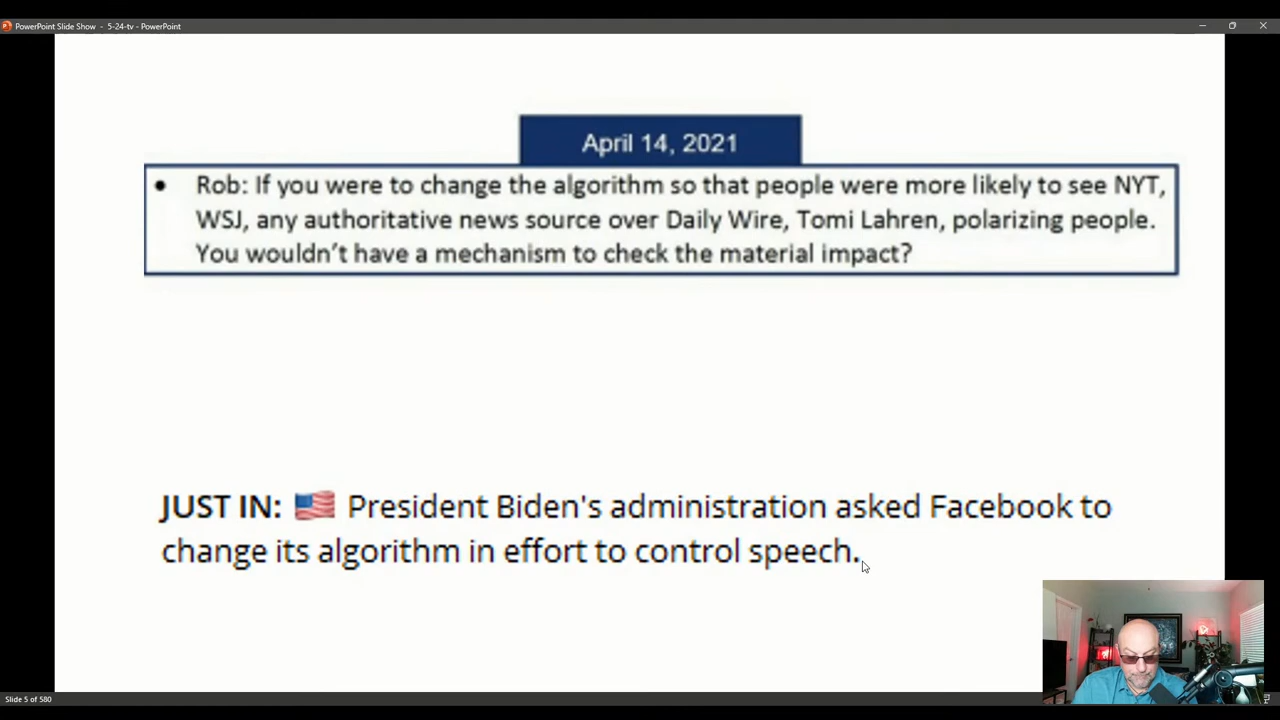 PowerPoint Slide Show - 5-24-tv - PowerPoint
April 14, 2021
• Rob: If you were to change the algorithm so that people were more likely to see NYT,
WSJ, any authoritative news source over Daily Wire, Tomi Lahren, polarizing people.
You wouldn't have a mechanism to check the material impact?
JUST IN: 🇺🇸 President Biden's administration asked Facebook to
change its algorithm in effort to control speech.
Slide 5 of 580